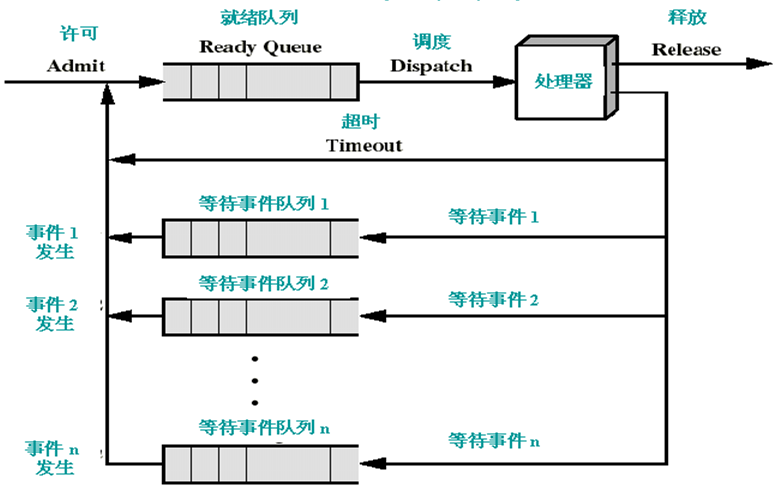 就绪队列
释放
许可
Ready Queue
调度
Release
Admit
Dispatch
处理器
超时
Timeout
等待事件队列 1
等待事件 1
事件 1
发生
等待事件队列 2
等待事件 2
事件 2
发生
等待事件队列 n
等待事件 n
事件 n
发生